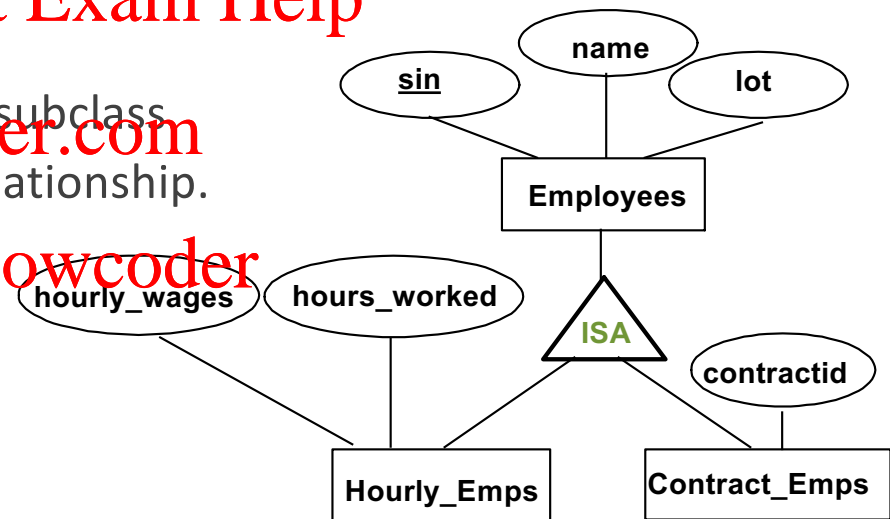 Exam Help
name
sin
lot
subclass
er.com
ationship.
Employees
owcoder
hourly_wages
hours_worked
ISA
contractid
Hourly_Emps
Contract_Emps